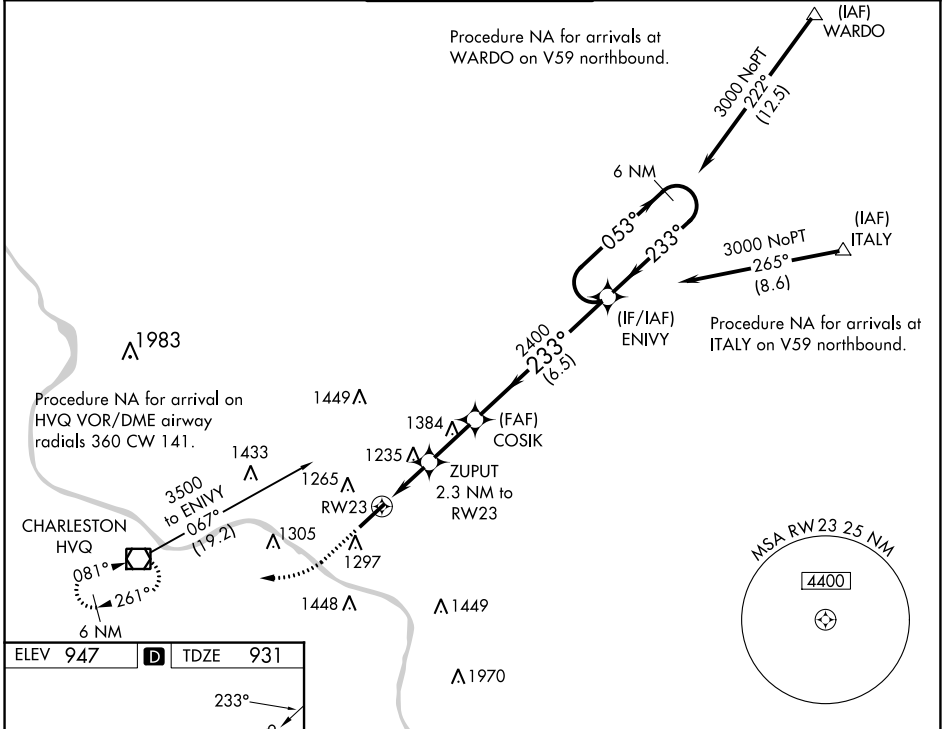 (IAF)
WARDO
Procedure NA for arrivals at
WARDO on V59 northbound.
3000 NoPT
222°
(12.5)
6 NM
053°
233°
(IAF)
ITALY
3000 NoPT
265°
(8.6)
(IF/IAF)
ENIVY
Procedure NA for arrivals at
ITALY on V59 northbound.
2400
233°
(6.5)
1983
Procedure NA for arrival on
HVQ VOR/DME airway
radials 360 CW 141.
1449
1384
(FAF)
COSIK
1235
ZUPUT
2.3 NM to
RW23
1433
1265
RW23
3500
to ENIVY
067°
(19.2)
CHARLESTON
HVQ
1305
1297
081°
261°
6 NM
1448
1449
1970
MSA RW 23 25 NM
4400
ELEV 947 D TDZE 931
233°